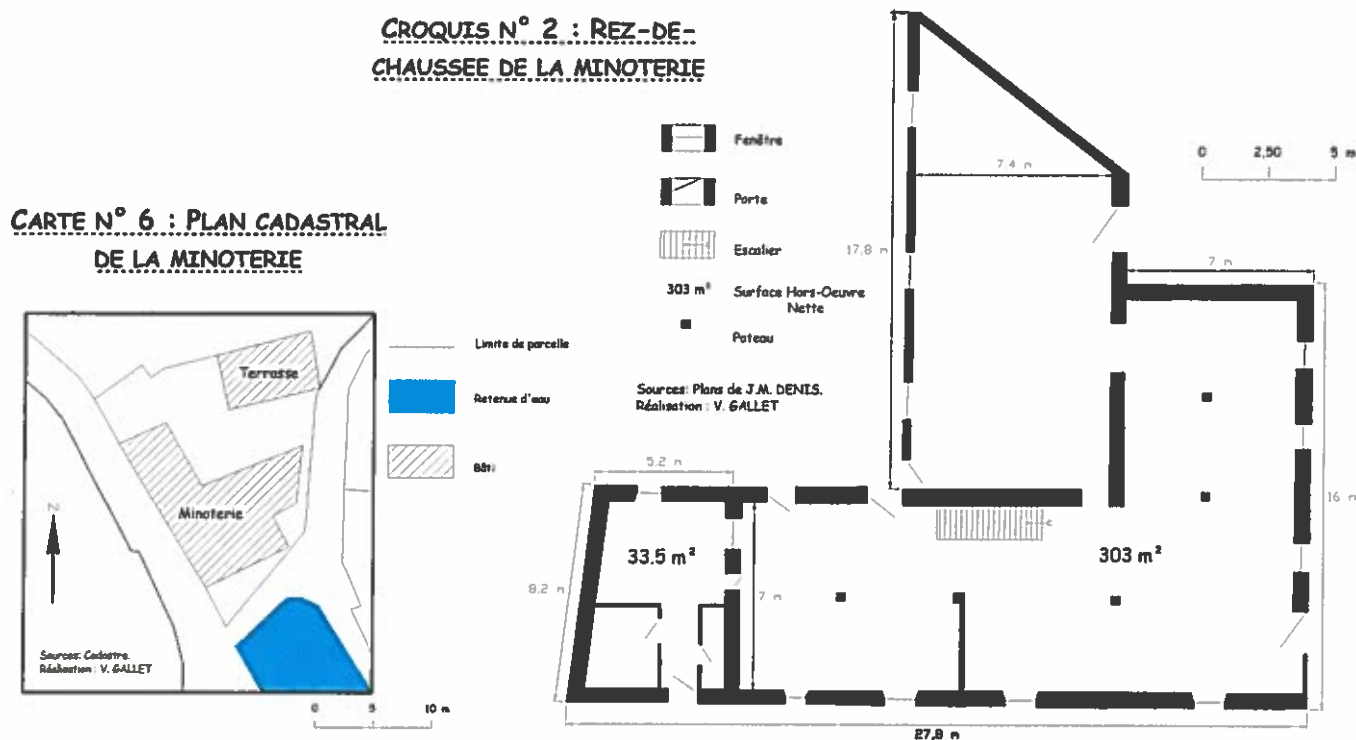 CROQUIS N° 2 : REZ-DE-
CHAUSSEE DE LA MINOTERIE
Fenêtre
Porte
Escalier
303 m² Surface Hors-Oeuvre
Nette
Poteau
Sources: Plans de J.M. DENIS.
Réalisation : V. GALLET
0 2,50 5 m
7.4 m
17,8 m
7 m
16 m
5.2 m
8.2 m
33.5 m²
7 m
303 m²
27,8 m
CARTE N° 6 : PLAN CADASTRAL
DE LA MINOTERIE
Terrasse
Minoterie
N
Sources: Cadastre.
Réalisation : V. GALLET
Limite de parcelle
Retenue d'eau
Bâti
0 5 10 m